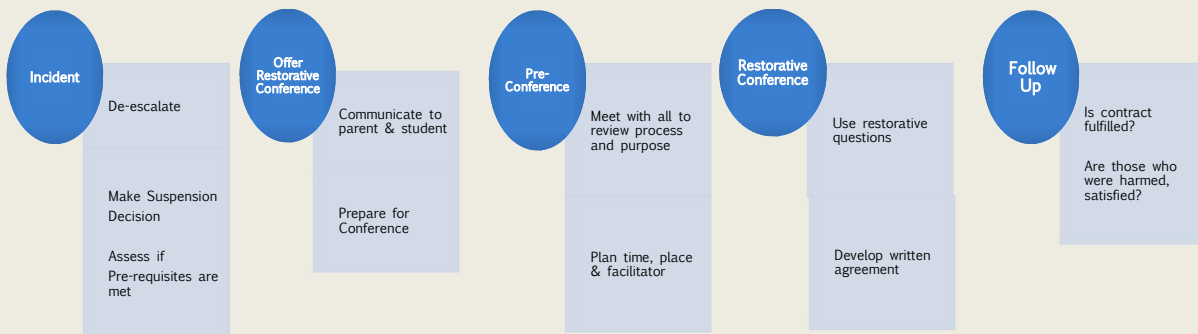 Incident
De-escalate
Make Suspension
Decision
Assess if
Pre-requisites are
met
Offer
Restorative
Conference
Communicate to
parent & student
Prepare for
Conference
Pre-
Conference
Meet with all to
review process
and purpose
Plan time, place
& facilitator
Restorative
Conference
Use restorative
questions
Develop written
agreement
Follow
Up
Is contract
fulfilled?
Are those who
were harmed,
satisfied?